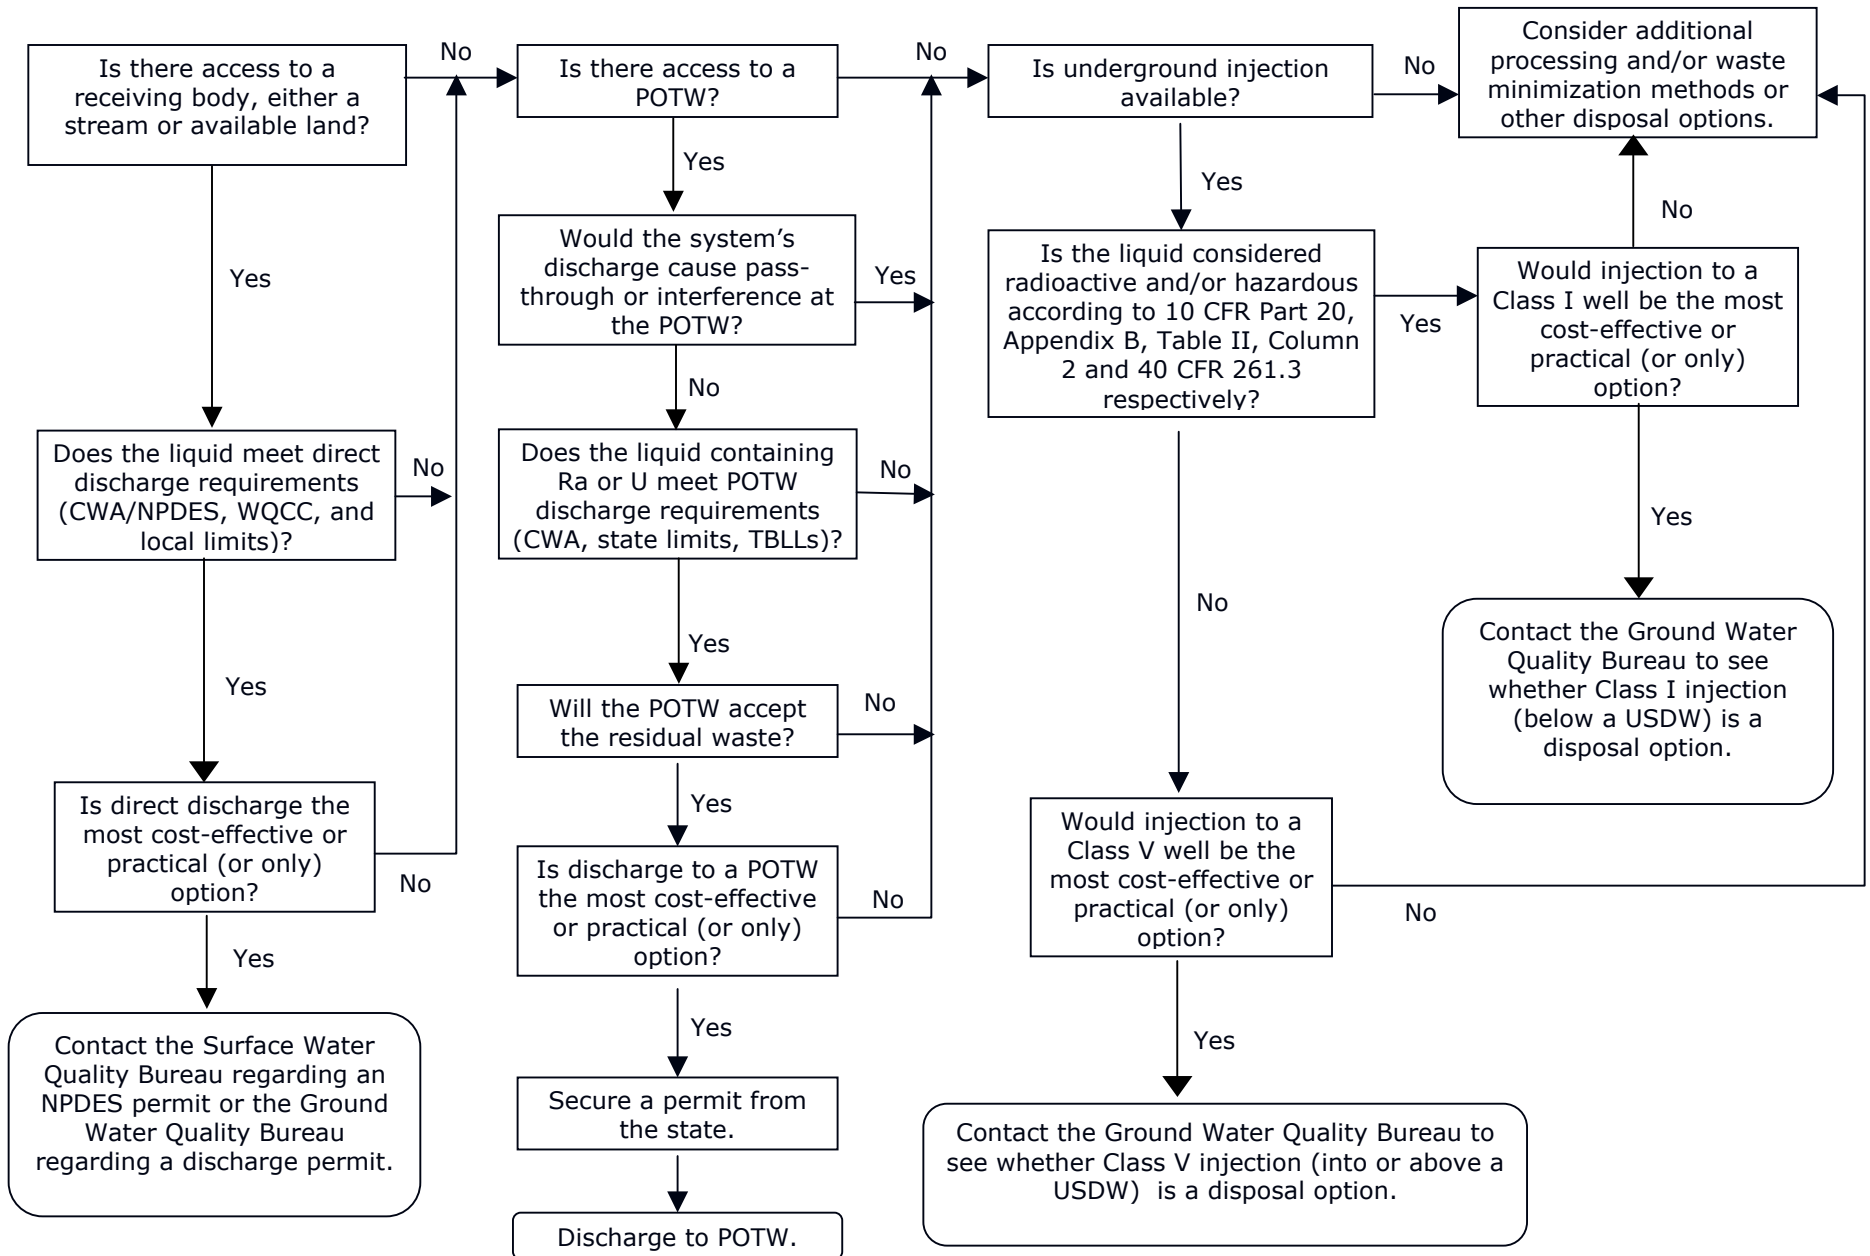 Is there access to a
receiving body, either a
stream or available land?
No
Yes
Does the liquid meet direct
discharge requirements
(CWA/NPDES, WQCC, and
local limits)?
No
Yes
Is direct discharge the
most cost-effective or
practical (or only)
option?
No
Yes
Contact the Surface Water
Quality Bureau regarding an
NPDES permit or the Ground
Water Quality Bureau
regarding a discharge permit.
Is there access to a
POTW?
No
Yes
Would the system’s
discharge cause pass-
through or interference at
the POTW?
Yes
No
Does the liquid containing
Ra or U meet POTW
discharge requirements
(CWA, state limits, TBLLs)?
No
Yes
Will the POTW accept
the residual waste?
No
Yes
Is discharge to a POTW
the most cost-effective
or practical (or only)
option?
No
Yes
Secure a permit from
the state.
Discharge to POTW.
Is underground injection
available?
No
Yes
Is the liquid considered
radioactive and/or hazardous
according to 10 CFR Part 20,
Appendix B, Table II, Column
2 and 40 CFR 261.3
respectively?
Yes
No
Would injection to a
Class V well be the
most cost-effective or
practical (or only)
option?
No
Yes
Contact the Ground Water Quality Bureau to
see whether Class V injection (into or above a
USDW) is a disposal option.
Consider additional
processing and/or waste
minimization methods or
other disposal options.
No
Would injection to a
Class I well be the most
cost-effective or
practical (or only)
option?
Yes
Contact the Ground Water
Quality Bureau to see
whether Class I injection
(below a USDW) is a
disposal option.